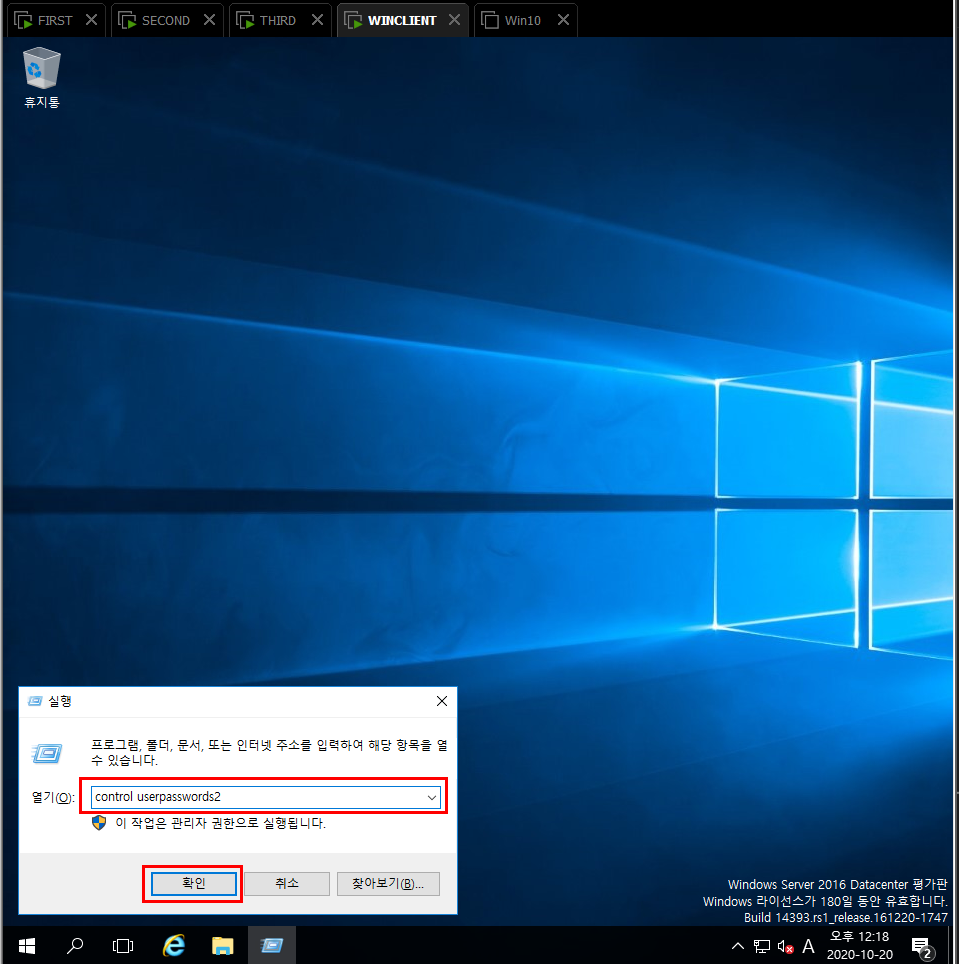 FIRST
SECOND
THIRD
WINCLIENT
Win10
휴지통
실행
프로그램, 폴더, 문서, 또는 인터넷 주소를 입력하여 해당 항목을 열
수 있습니다.
열기(O):
control userpasswords2
이 작업은 관리자 권한으로 실행됩니다.
확인
취소
찾아보기(B)...
Windows Server 2016 Datacenter 평가판
Windows 라이선스가 180일 동안 유효합니다.
Build 14393.rs1_release.161220-1747
A
오후 12:18
2020-10-20
2